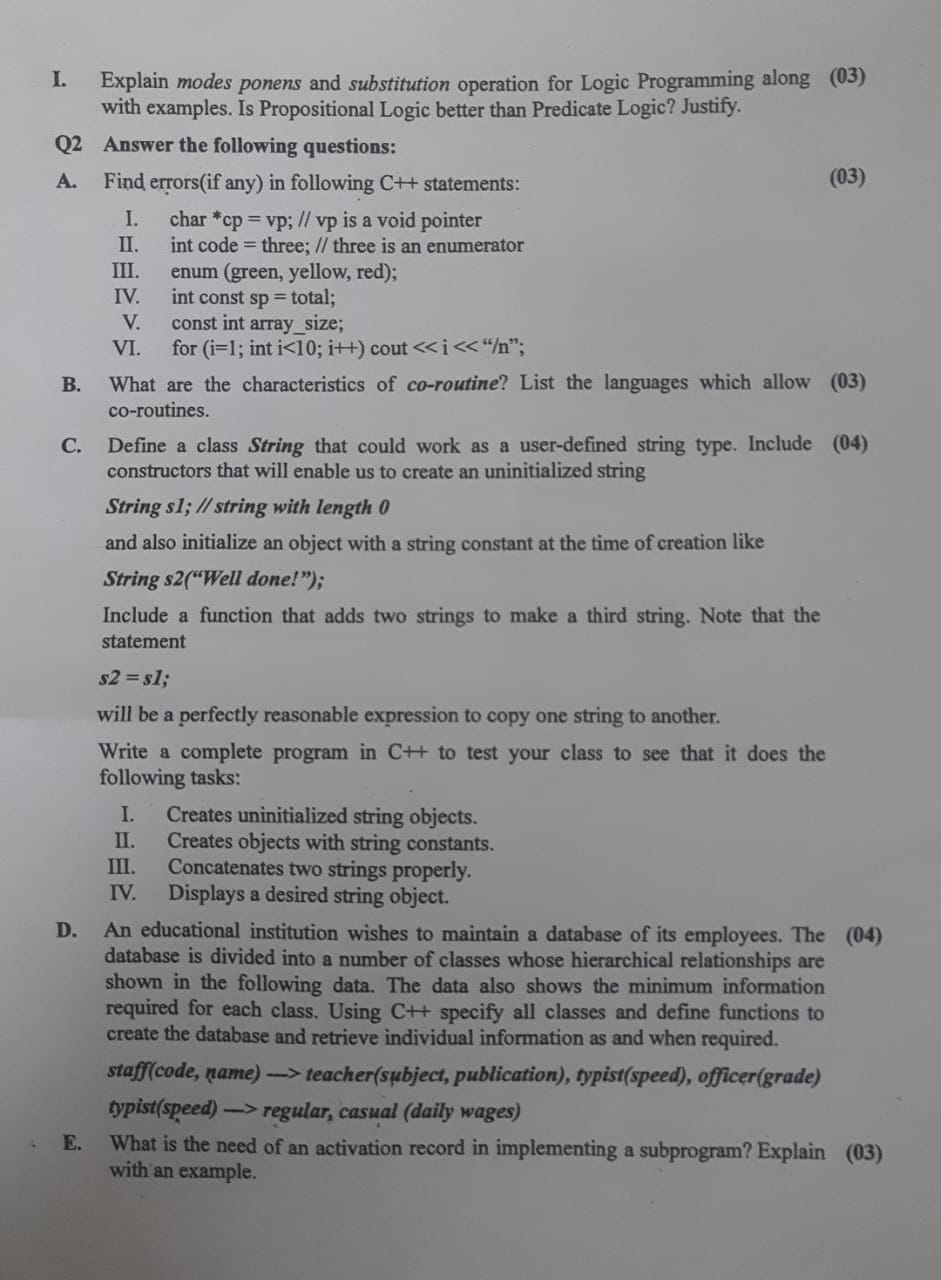 I. Explain modes ponens and substitution operation for Logic Programming along (03)
with examples. Is Propositional Logic better than Predicate Logic? Justify.
Q2 Answer the following questions:
A. Find errors(if any) in following C++ statements: (03)
I. char *cp = vp; // vp is a void pointer
II. int code = three; // three is an enumerator
III. enum (green, yellow, red);
IV. int const sp = total;
V. const int array_size;
VI. for (i=1; int i<10; i++) cout <<i << “/n”;
B. What are the characteristics of co-routine? List the languages which allow (03)
co-routines.
C. Define a class String that could work as a user-defined string type. Include (04)
constructors that will enable us to create an uninitialized string
String s1; // string with length 0
and also initialize an object with a string constant at the time of creation like
String s2(“Well done!”);
Include a function that adds two strings to make a third string. Note that the
statement
s2 = s1;
will be a perfectly reasonable expression to copy one string to another.
Write a complete program in C++ to test your class to see that it does the
following tasks:
I. Creates uninitialized string objects.
II. Creates objects with string constants.
III. Concatenates two strings properly.
IV. Displays a desired string object.
D. An educational institution wishes to maintain a database of its employees. The (04)
database is divided into a number of classes whose hierarchical relationships are
shown in the following data. The data also shows the minimum information
required for each class. Using C++ specify all classes and define functions to
create the database and retrieve individual information as and when required.
staff(code, name) —> teacher(subject, publication), typist(speed), officer(grade)
typist(speed) —> regular, casual (daily wages)
E. What is the need of an activation record in implementing a subprogram? Explain (03)
with an example.